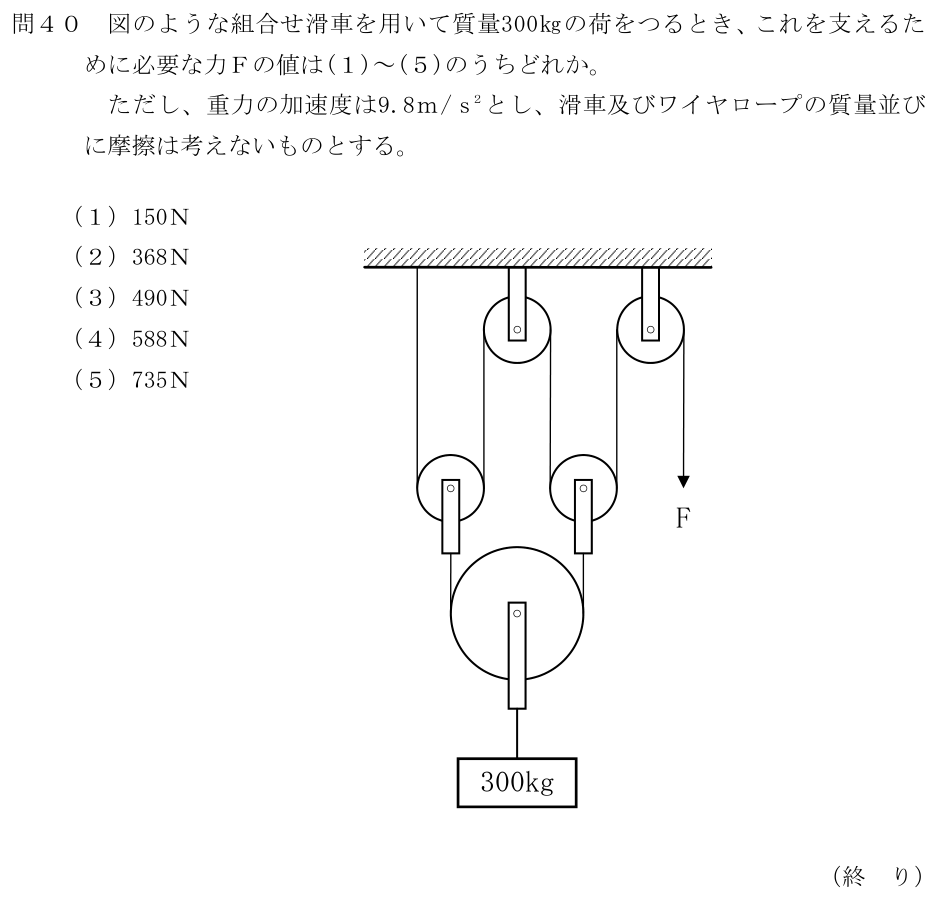 問４０　図のような組合せ滑車を用いて質量300㎏の荷をつるとき、これを支えるた
めに必要な力Ｆの値は(１)～(５)のうちどれか。
ただし、重力の加速度は9.8ｍ/ｓ²とし、滑車及びワイヤロープの質量並び
に摩擦は考えないものとする。
(１) 150Ｎ
(２) 368Ｎ
(３) 490Ｎ
(４) 588Ｎ
(５) 735Ｎ
F
300kg
(終　り)